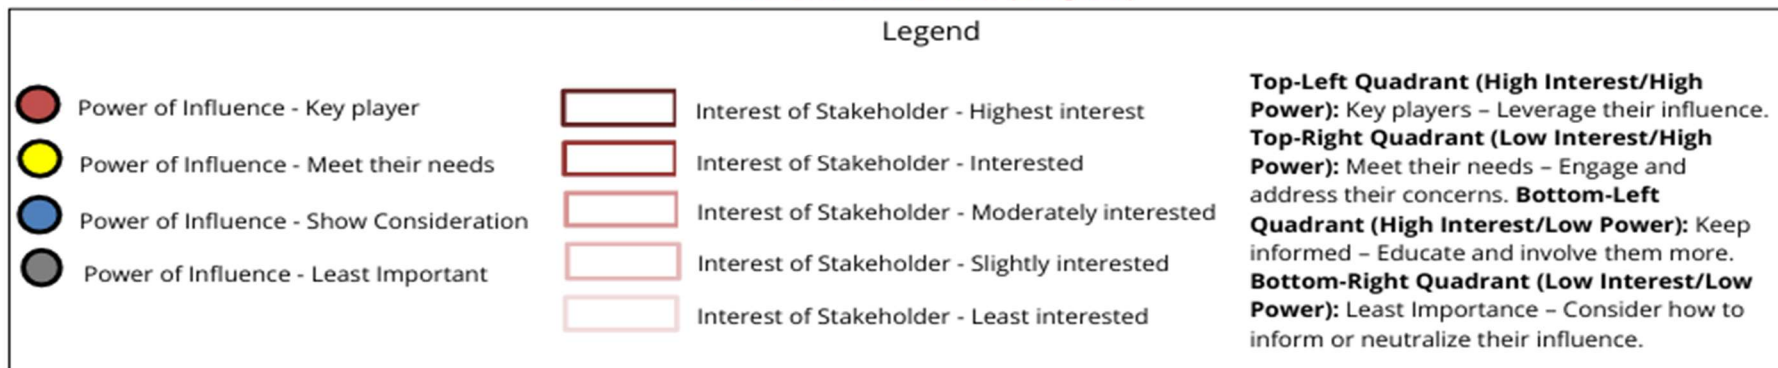 Legend
Power of Influence - Key player
Power of Influence - Meet their needs
Power of Influence - Show Consideration
Power of Influence - Least Important
Interest of Stakeholder - Highest interest
Interest of Stakeholder - Interested
Interest of Stakeholder - Moderately interested
Interest of Stakeholder - Slightly interested
Interest of Stakeholder - Least interested
Top-Left Quadrant (High Interest/High
Power): Key players – Leverage their influence.
Top-Right Quadrant (Low Interest/High
Power): Meet their needs – Engage and
address their concerns. Bottom-Left
Quadrant (High Interest/Low Power): Keep
informed – Educate and involve them more.
Bottom-Right Quadrant (Low Interest/Low
Power): Least Importance – Consider how to
inform or neutralize their influence.